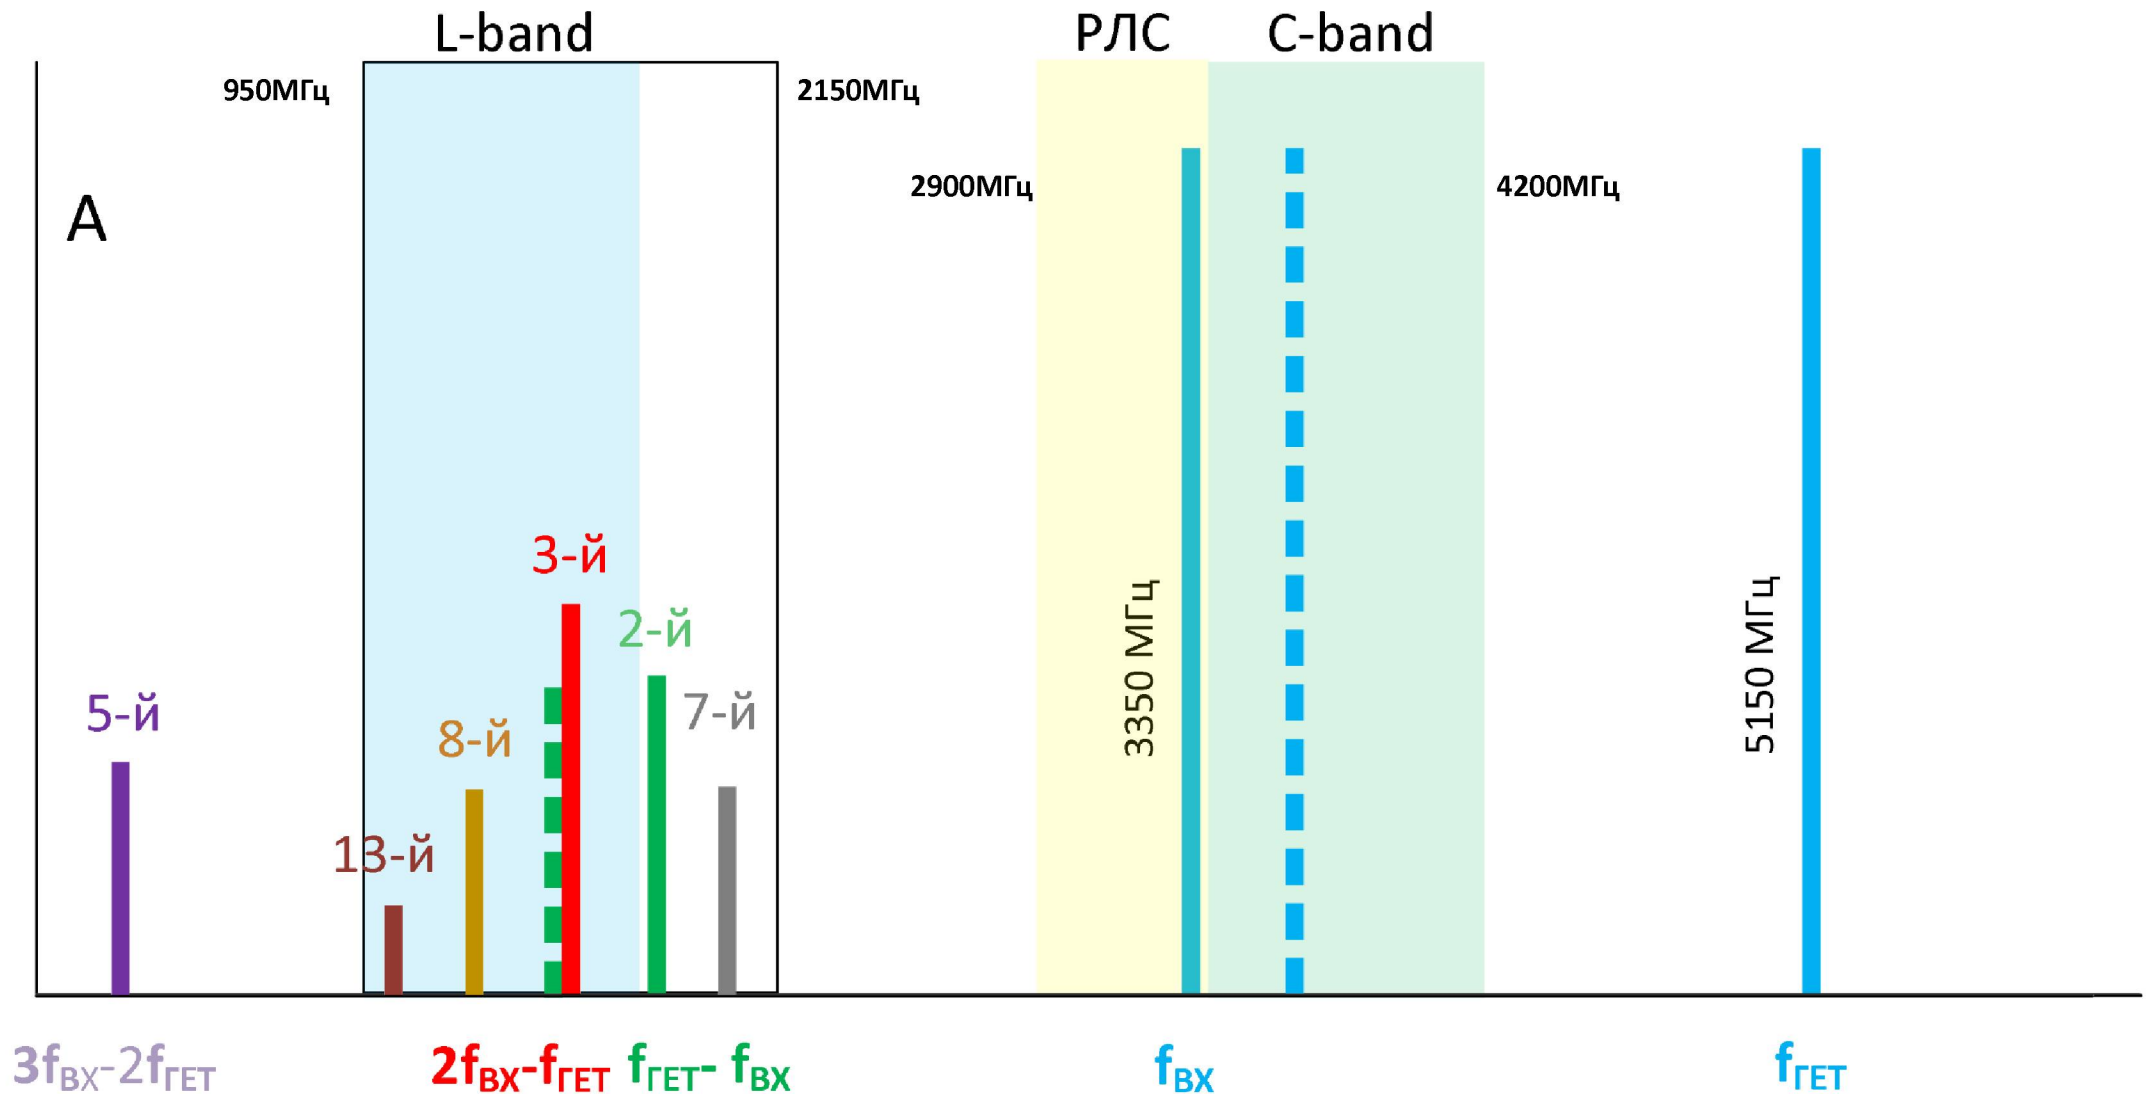 L-band
РЛС
C-band
950МГц
2150МГц
2900МГц
4200МГц
А
3-й
2-й
5-й
7-й
8-й
13-й
3350 МГц
5150 МГц
3fВХ-2fГЕТ
2fВХ-fГЕТ
fГЕТ- fВХ
fВХ
fГЕТ